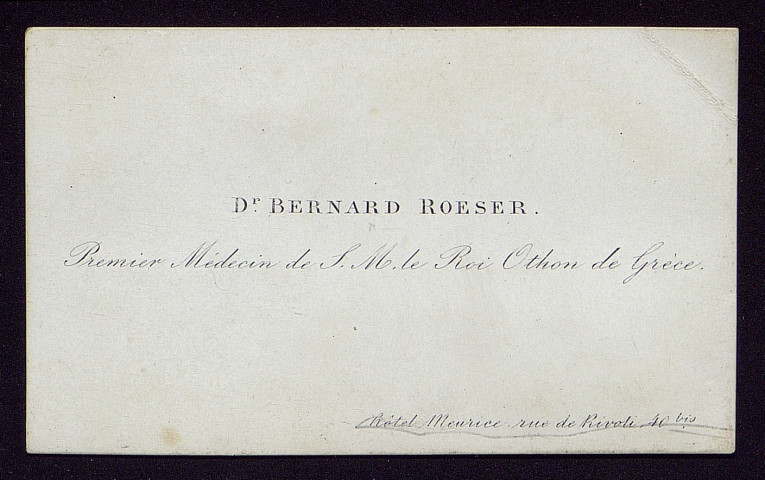 Dr. BERNARD ROESER.
Premier Médecin de S. M. le Roi Othon de Grèce.
Hôtel Meurice. rue de Rivoli 40 bis